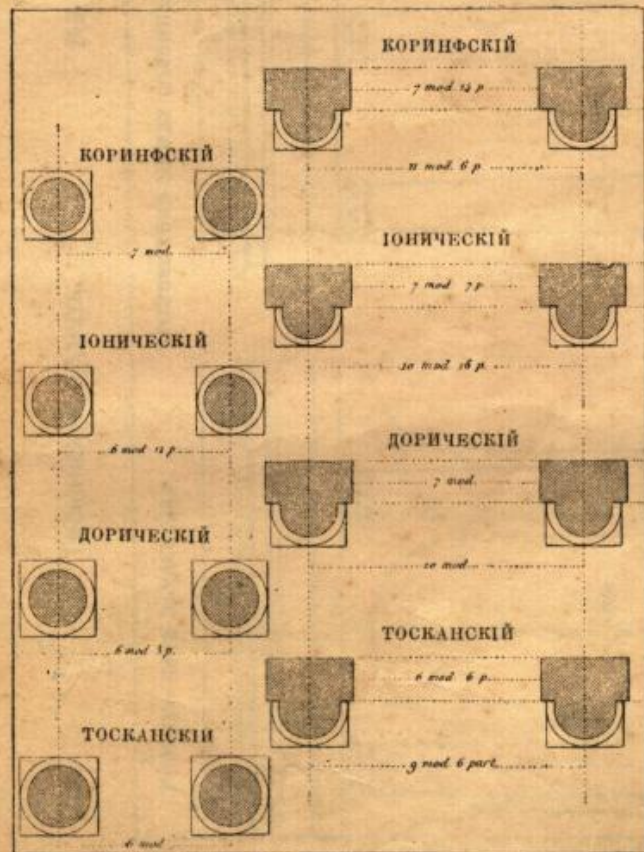 КОРИНФСКІЙ
7 mod 14 p
КОРИНФСКІЙ
11 mod 6 p
7 mod.
ІОНИЧЕСКІЙ
7 mod 7 p
ІОНИЧЕСКІЙ
10 mod 16 p.
6 mod 12 p
ДОРИЧЕСКІЙ
7 mod.
ДОРИЧЕСКІЙ
10 mod
ТОСКАНСКІЙ
6 mod 3 p.
6 mod 6 p.
ТОСКАНСКІЙ
9 mod 6 part.
6 mod